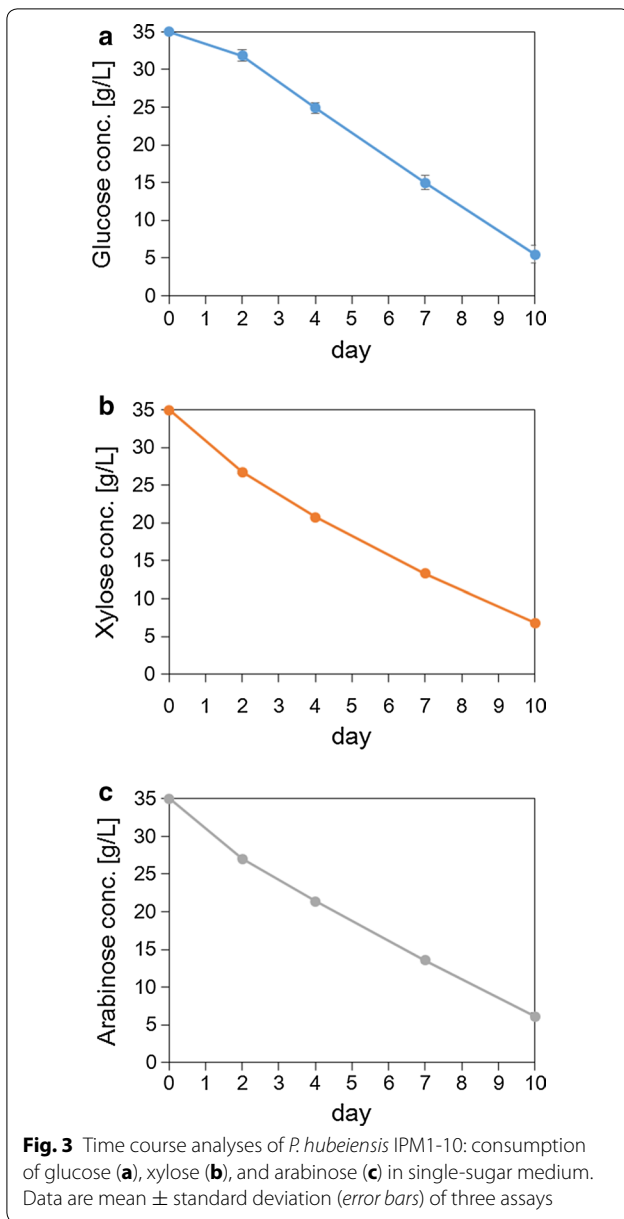 a
35
30
25
20
15
10
5
0
Glucose conc. [g/L]
0 1 2 3 4 5 6 7 8 9 10
day
b
35
30
25
20
15
10
5
0
Xylose conc. [g/L]
0 1 2 3 4 5 6 7 8 9 10
day
c
35
30
25
20
15
10
5
0
Arabinose conc. [g/L]
0 1 2 3 4 5 6 7 8 9 10
day
Fig. 3 Time course analyses of P. hubeiensis IPM1-10: consumption
of glucose (a), xylose (b), and arabinose (c) in single-sugar medium.
Data are mean ± standard deviation (error bars) of three assays